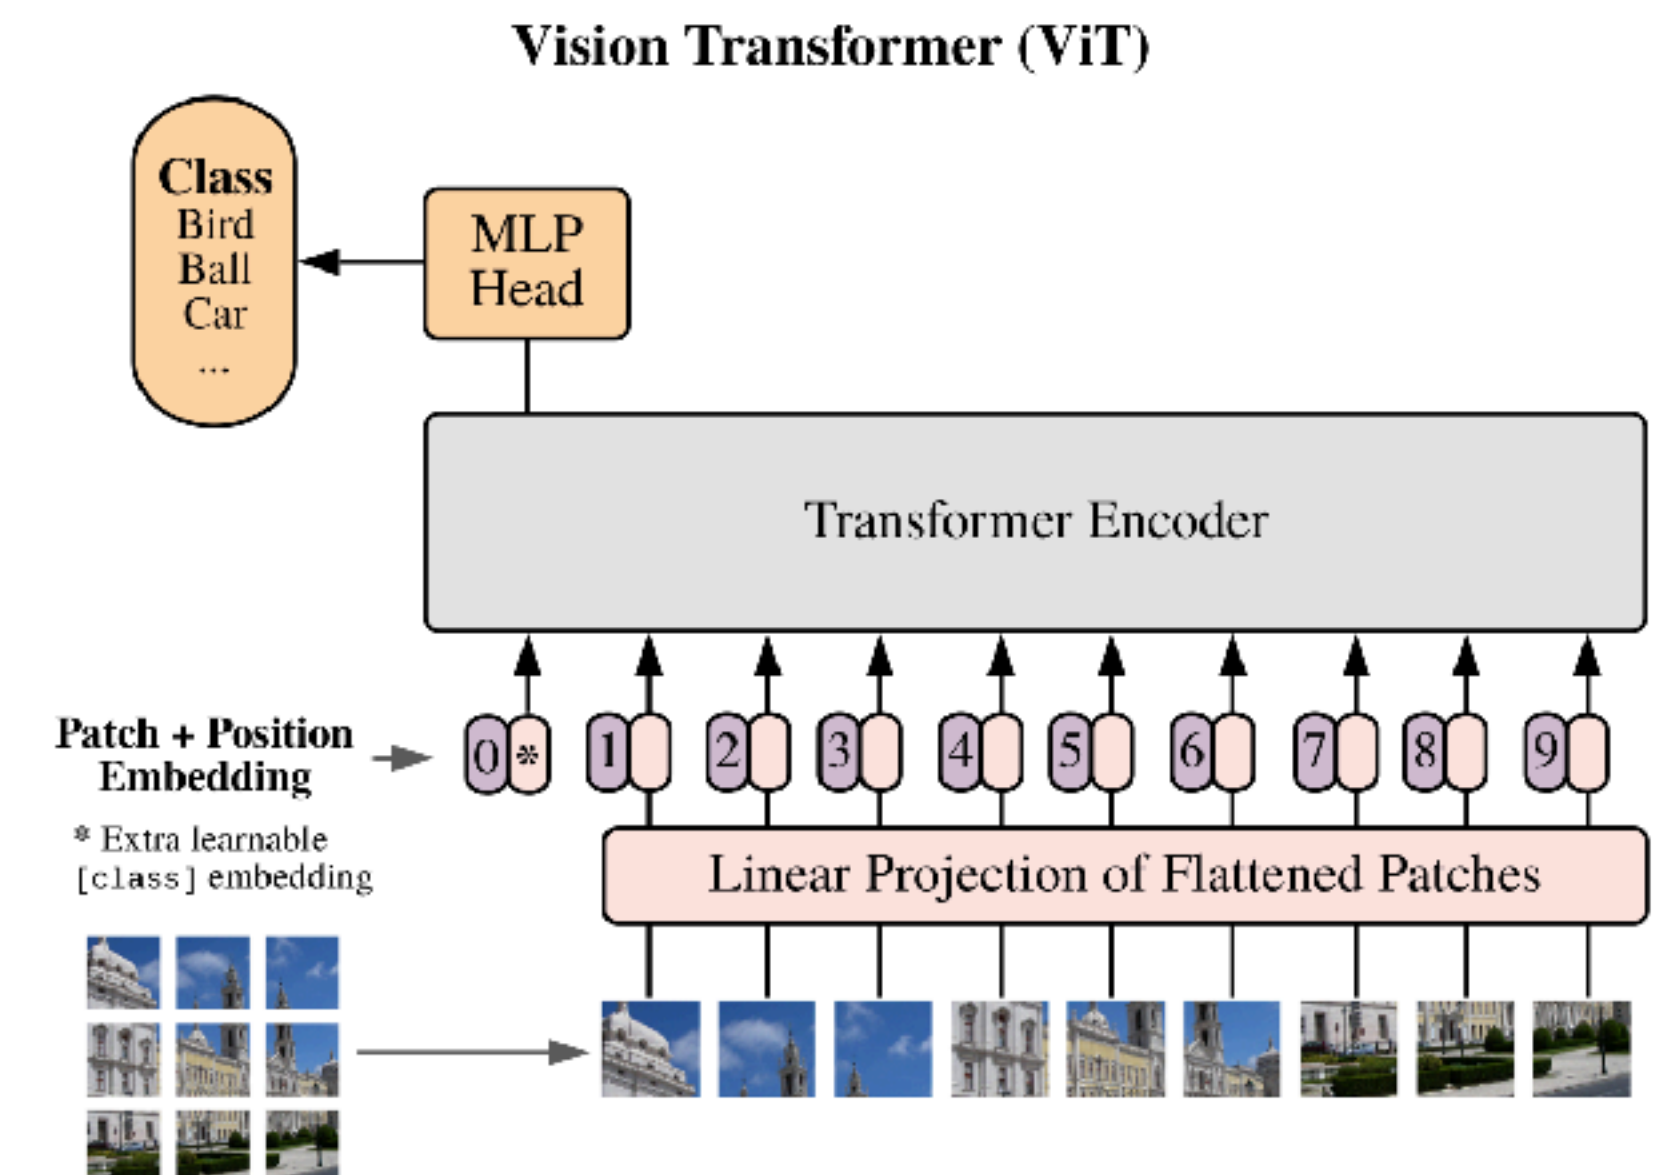 Vision Transformer (ViT)
Class
Bird
Ball
Car
...
MLP
Head
Transformer Encoder
Patch + Position
Embedding
0 * 1 2 3 4 5 6 7 8 9
* Extra learnable
[class] embedding
Linear Projection of Flattened Patches